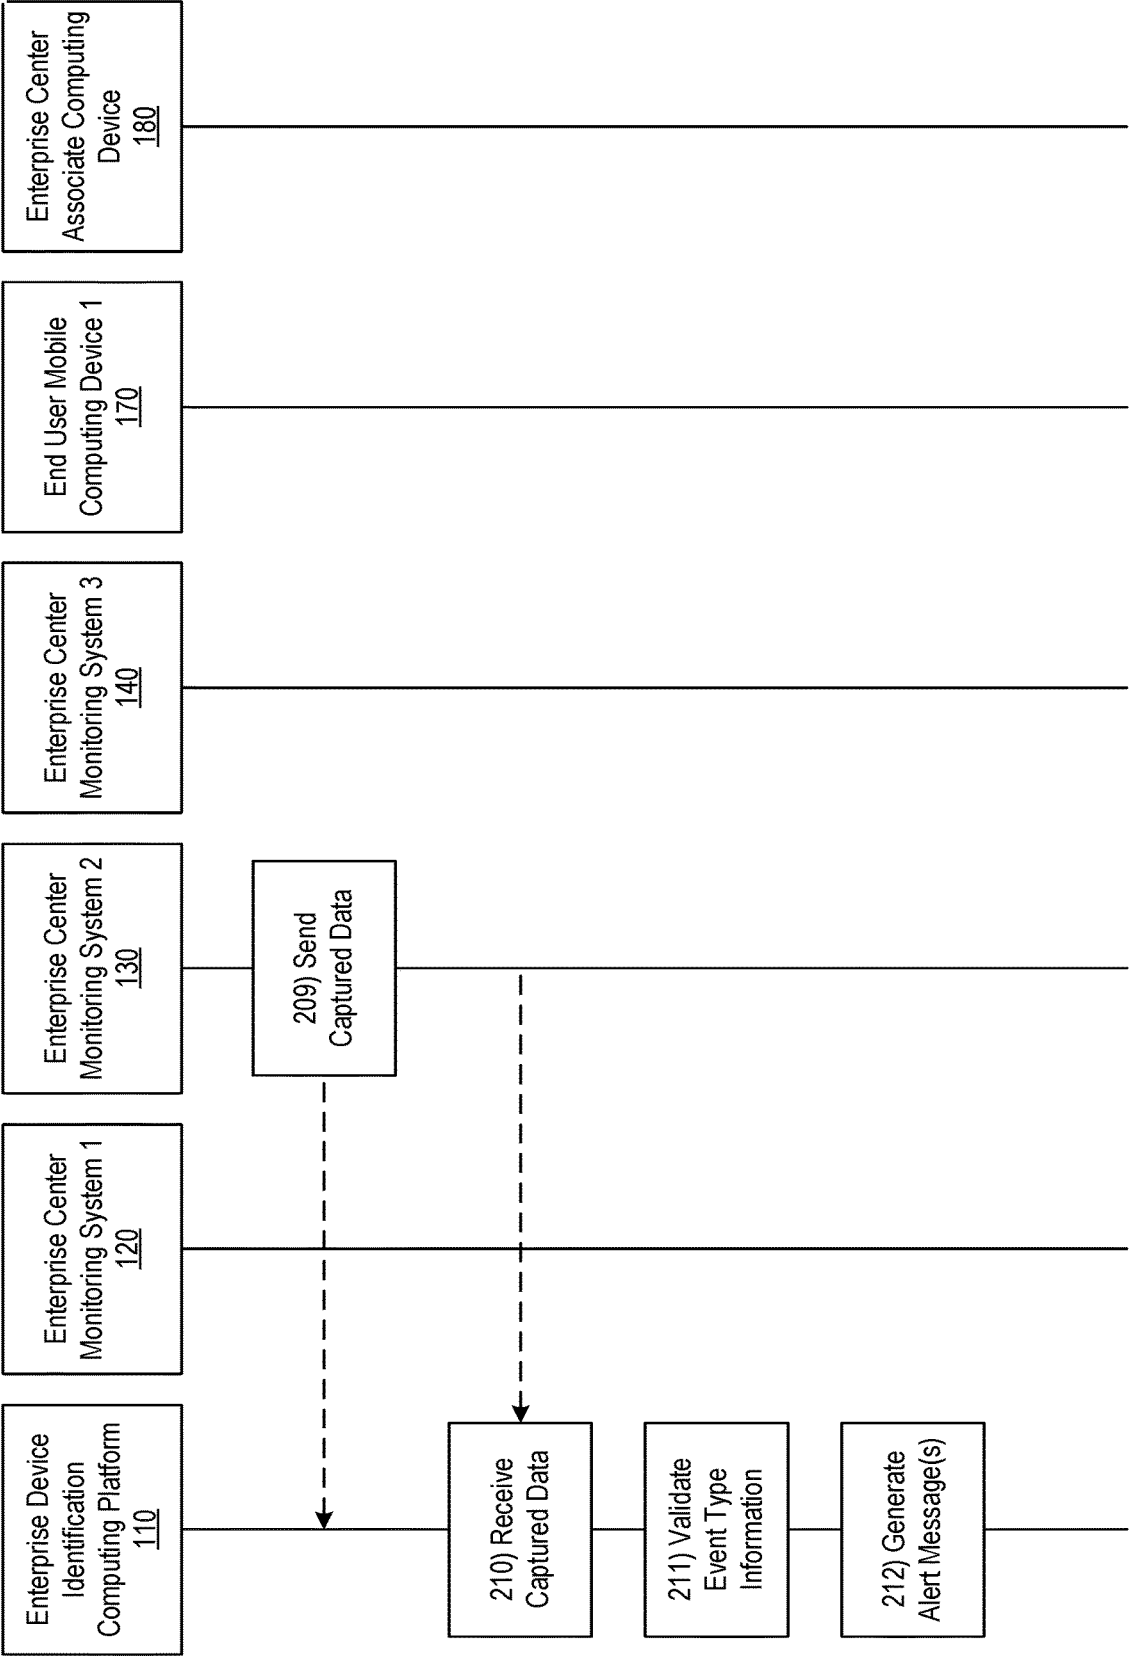 Enterprise Device
Identification
Computing Platform
110
Enterprise Center
Monitoring System 1
120
Enterprise Center
Monitoring System 2
130
Enterprise Center
Monitoring System 3
140
End User Mobile
Computing Device 1
170
Enterprise Center
Associate Computing
Device
180
209) Send
Captured Data
210) Receive
Captured Data
211) Validate
Event Type
Information
212) Generate
Alert Message(s)